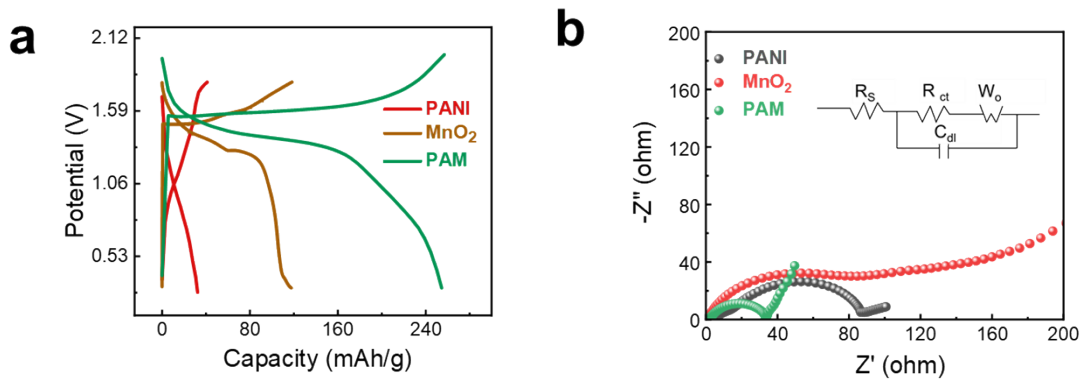 a
2.12
1.59
1.06
0.53
Potential (V)
0
80
160
240
Capacity (mAh/g)
PANI
MnO₂
PAM
b
200
160
120
80
40
0
-Z'' (ohm)
0
40
80
120
160
200
Z' (ohm)
PANI
MnO₂
PAM
Rs
R ct
Wo
Cdl